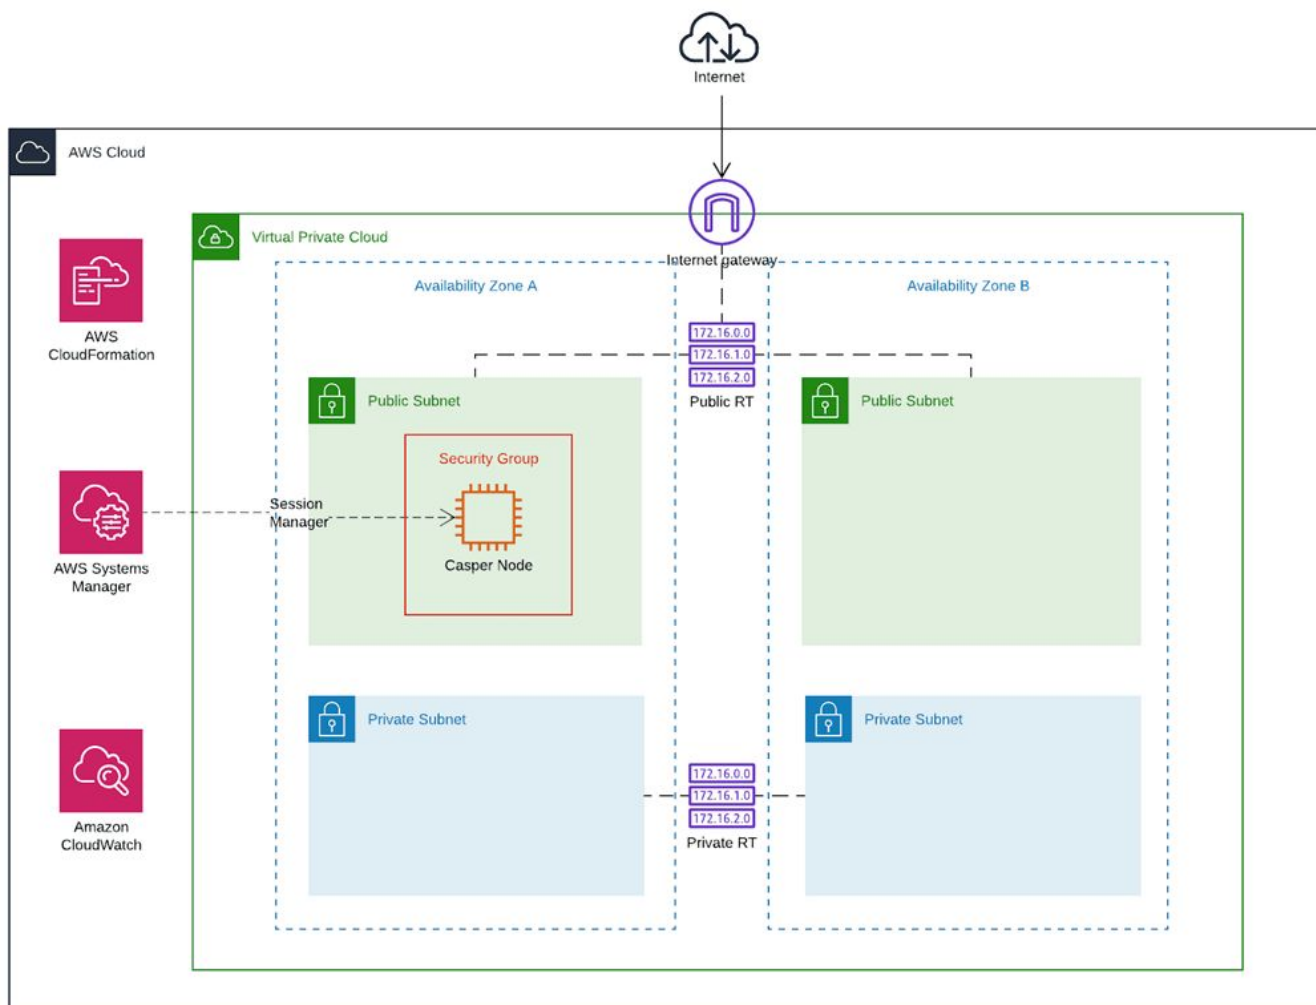 Internet
AWS Cloud
Virtual Private Cloud
Internet gateway
Availability Zone A
Availability Zone B
AWS
CloudFormation
172.16.0.0
172.16.1.0
172.16.2.0
Public RT
Public Subnet
Public Subnet
Security Group
Session
Manager
Casper Node
AWS Systems
Manager
Private Subnet
Private Subnet
172.16.0.0
172.16.1.0
172.16.2.0
Private RT
Amazon
CloudWatch